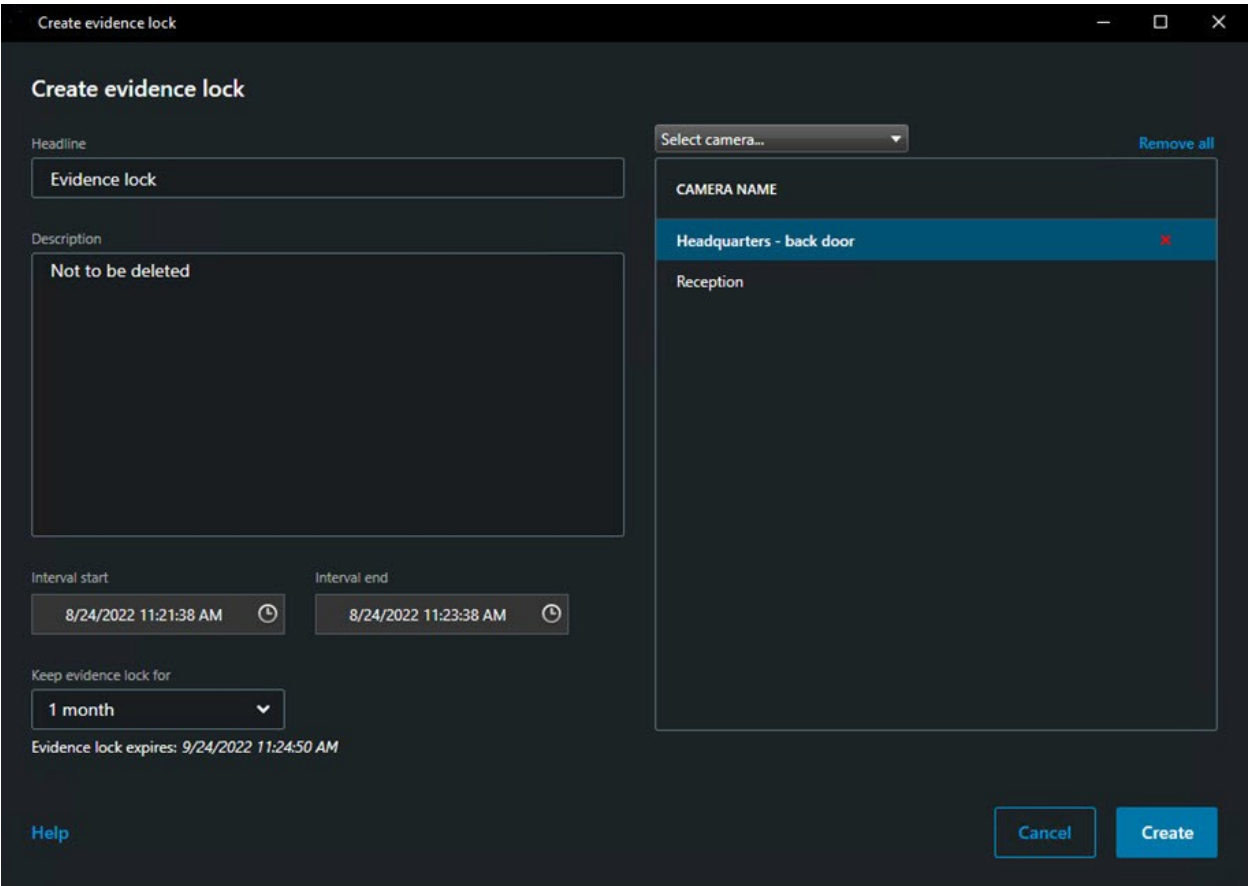 Create evidence lock
Create evidence lock
Headline
Evidence lock
Description
Not to be deleted
Interval start
Interval end
8/24/2022 11:21:38 AM
8/24/2022 11:23:38 AM
Keep evidence lock for
1 month
Evidence lock expires: 9/24/2022 11:24:50 AM
Select camera...
Remove all
CAMERA NAME
Headquarters - back door
Reception
Help
Cancel
Create